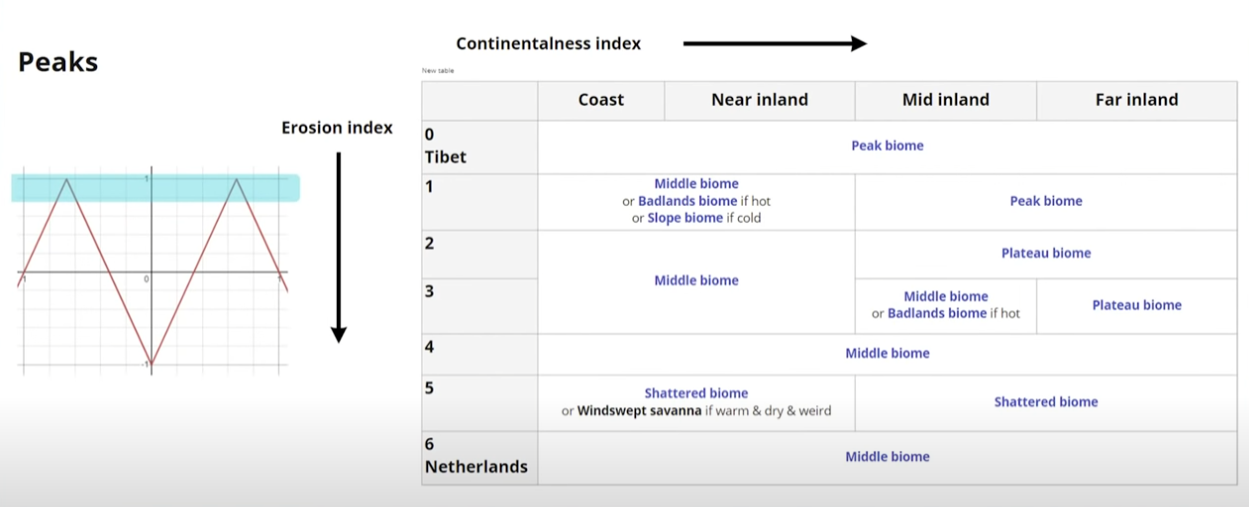 Peaks
Continentalness index
New table
Erosion index
Coast
Near inland
Mid inland
Far inland
0
Tibet
Peak biome
1
Middle biome
or Badlands biome if hot
or Slope biome if cold
Peak biome
2
Plateau biome
Middle biome
3
Middle biome
or Badlands biome if hot
Plateau biome
4
Middle biome
5
Shattered biome
or Windswept savanna if warm & dry & weird
Shattered biome
6
Netherlands
Middle biome
1
0
-1